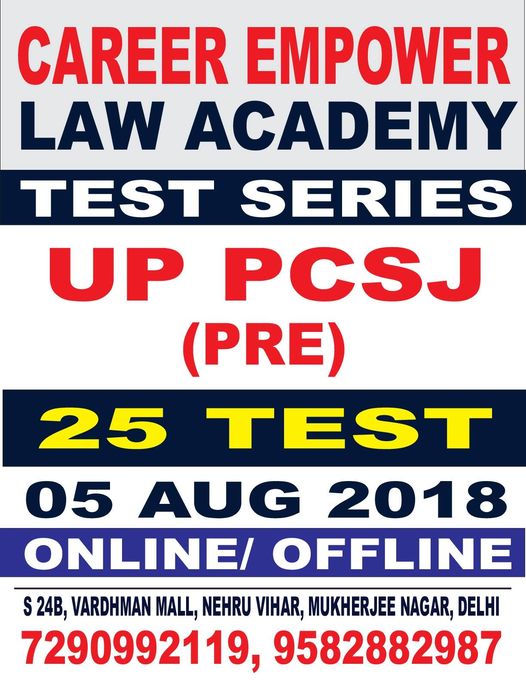 CAREER EMPOWER
LAW ACADEMY
TEST SERIES
UP PCSJ
(PRE)
25 TEST
05 AUG 2018
ONLINE/ OFFLINE
S 24B, VARDHMAN MALL, NEHRU VIHAR, MUKHERJEE NAGAR, DELHI
7290992119, 9582882987